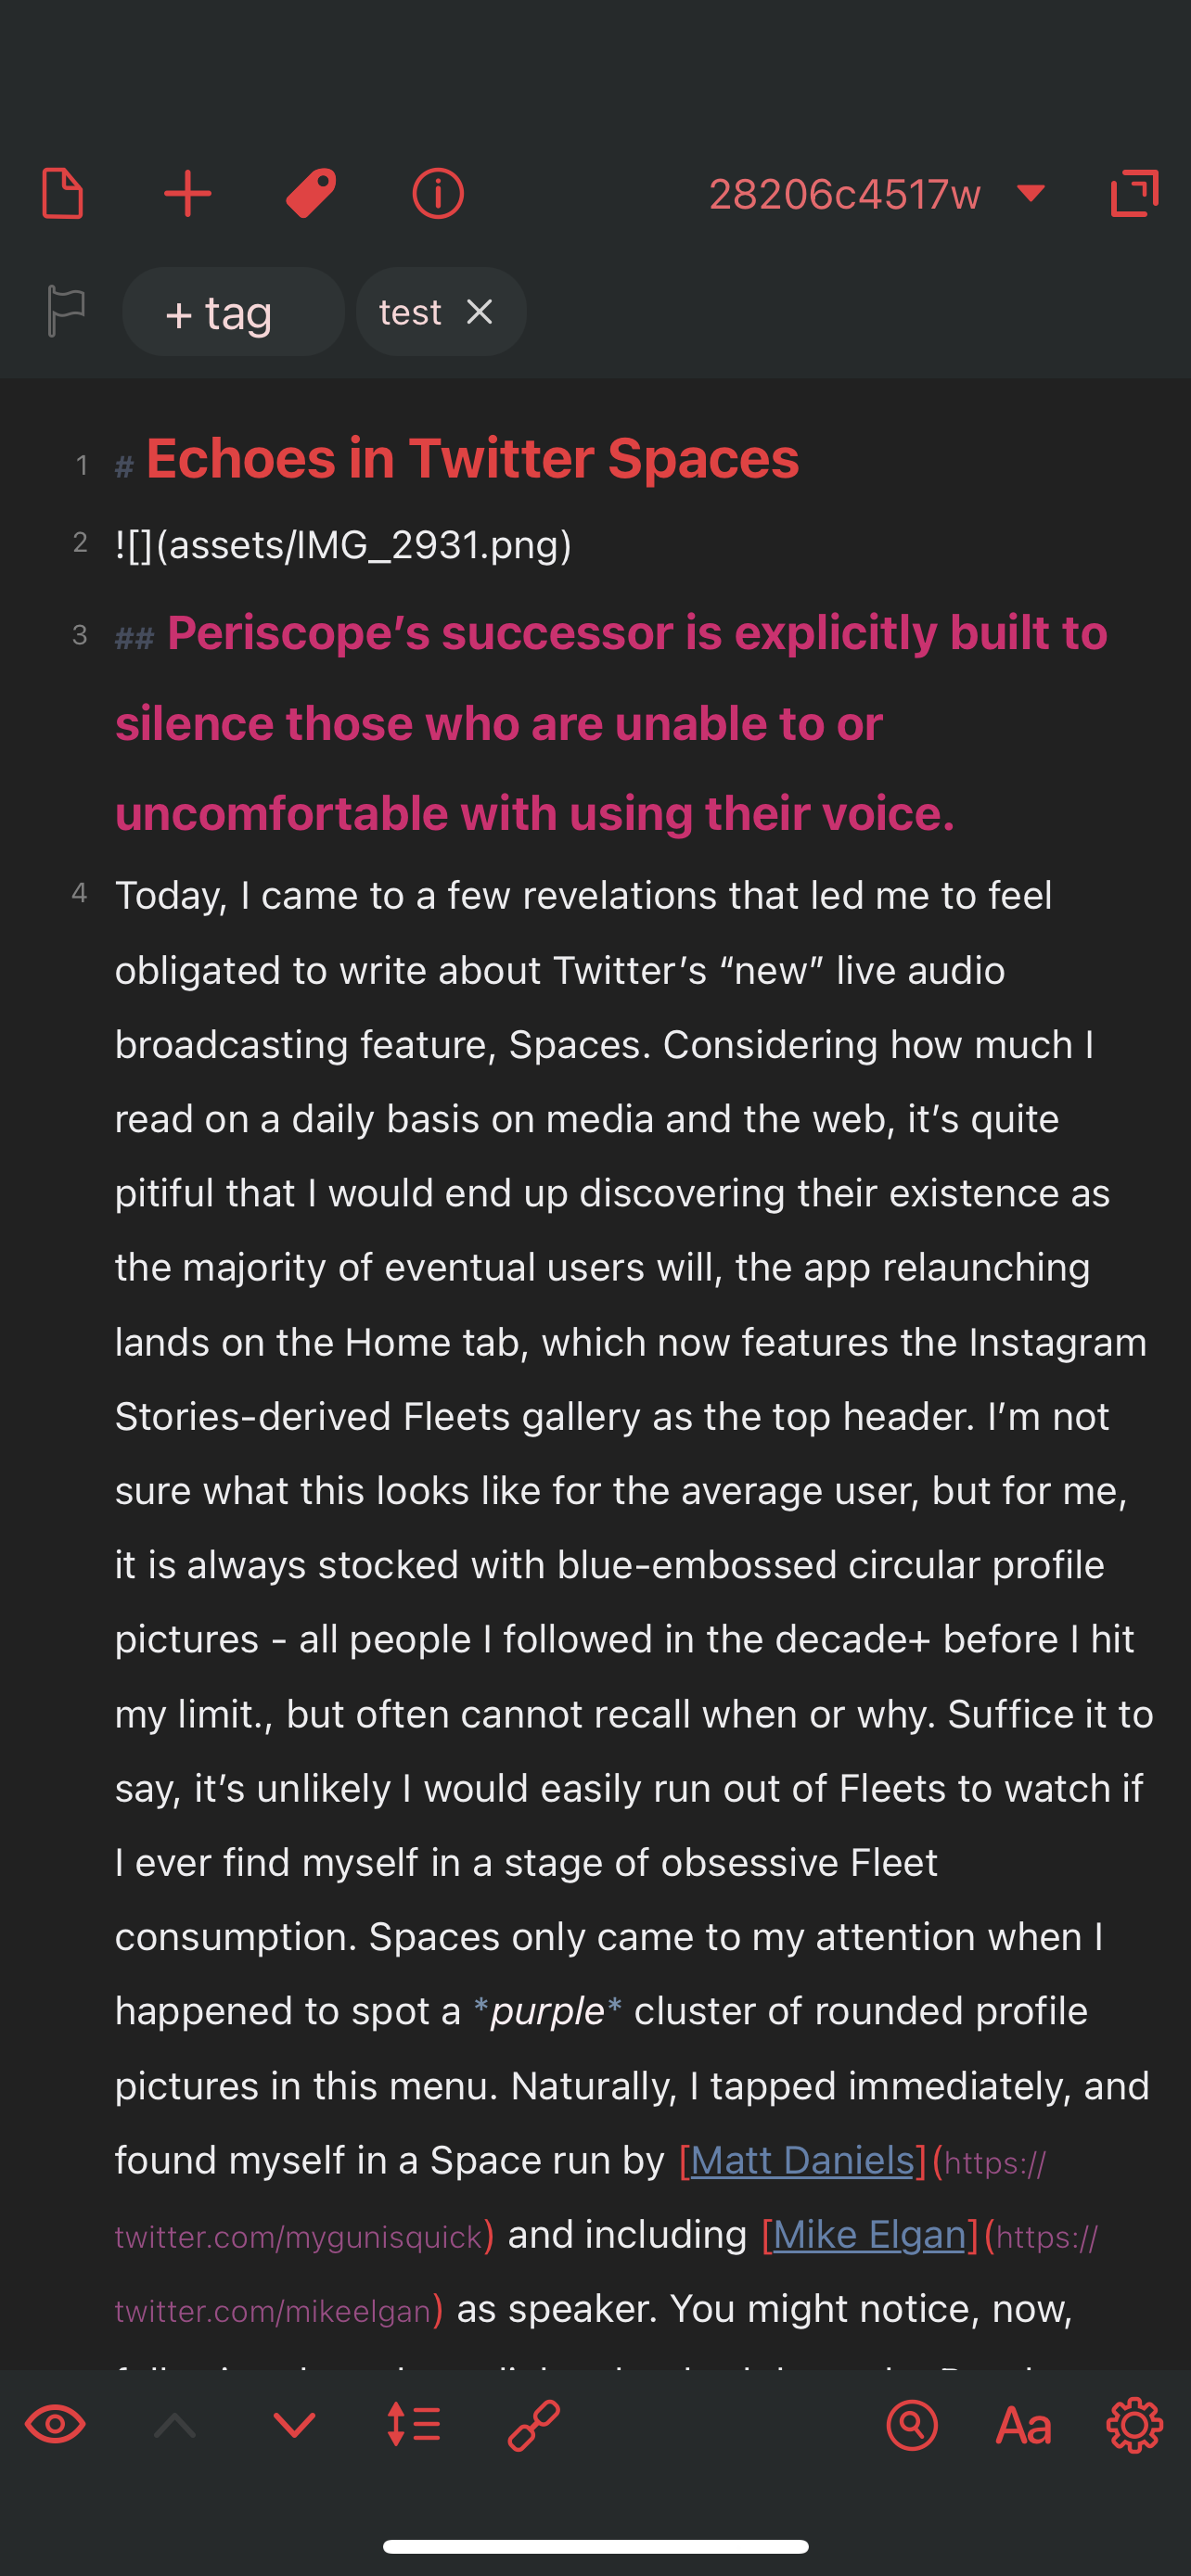 28206c4517w
+ tag
test ×
1 # Echoes in Twitter Spaces
2 ![](assets/IMG_2931.png)
3 ## Periscope’s successor is explicitly built to
silence those who are unable to or
uncomfortable with using their voice.
4 Today, I came to a few revelations that led me to feel
obligated to write about Twitter’s “new” live audio
broadcasting feature, Spaces. Considering how much I
read on a daily basis on media and the web, it’s quite
pitiful that I would end up discovering their existence as
the majority of eventual users will, the app relaunching
lands on the Home tab, which now features the Instagram
Stories-derived Fleets gallery as the top header. I’m not
sure what this looks like for the average user, but for me,
it is always stocked with blue-embossed circular profile
pictures - all people I followed in the decade+ before I hit
my limit., but often cannot recall when or why. Suffice it to
say, it’s unlikely I would easily run out of Fleets to watch if
I ever find myself in a stage of obsessive Fleet
consumption. Spaces only came to my attention when I
happened to spot a *purple* cluster of rounded profile
pictures in this menu. Naturally, I tapped immediately, and
found myself in a Space run by [Matt Daniels](https://
twitter.com/mygunisquick) and including [Mike Elgan](https://
twitter.com/mikeelgan) as speaker. You might notice, now,
Aa